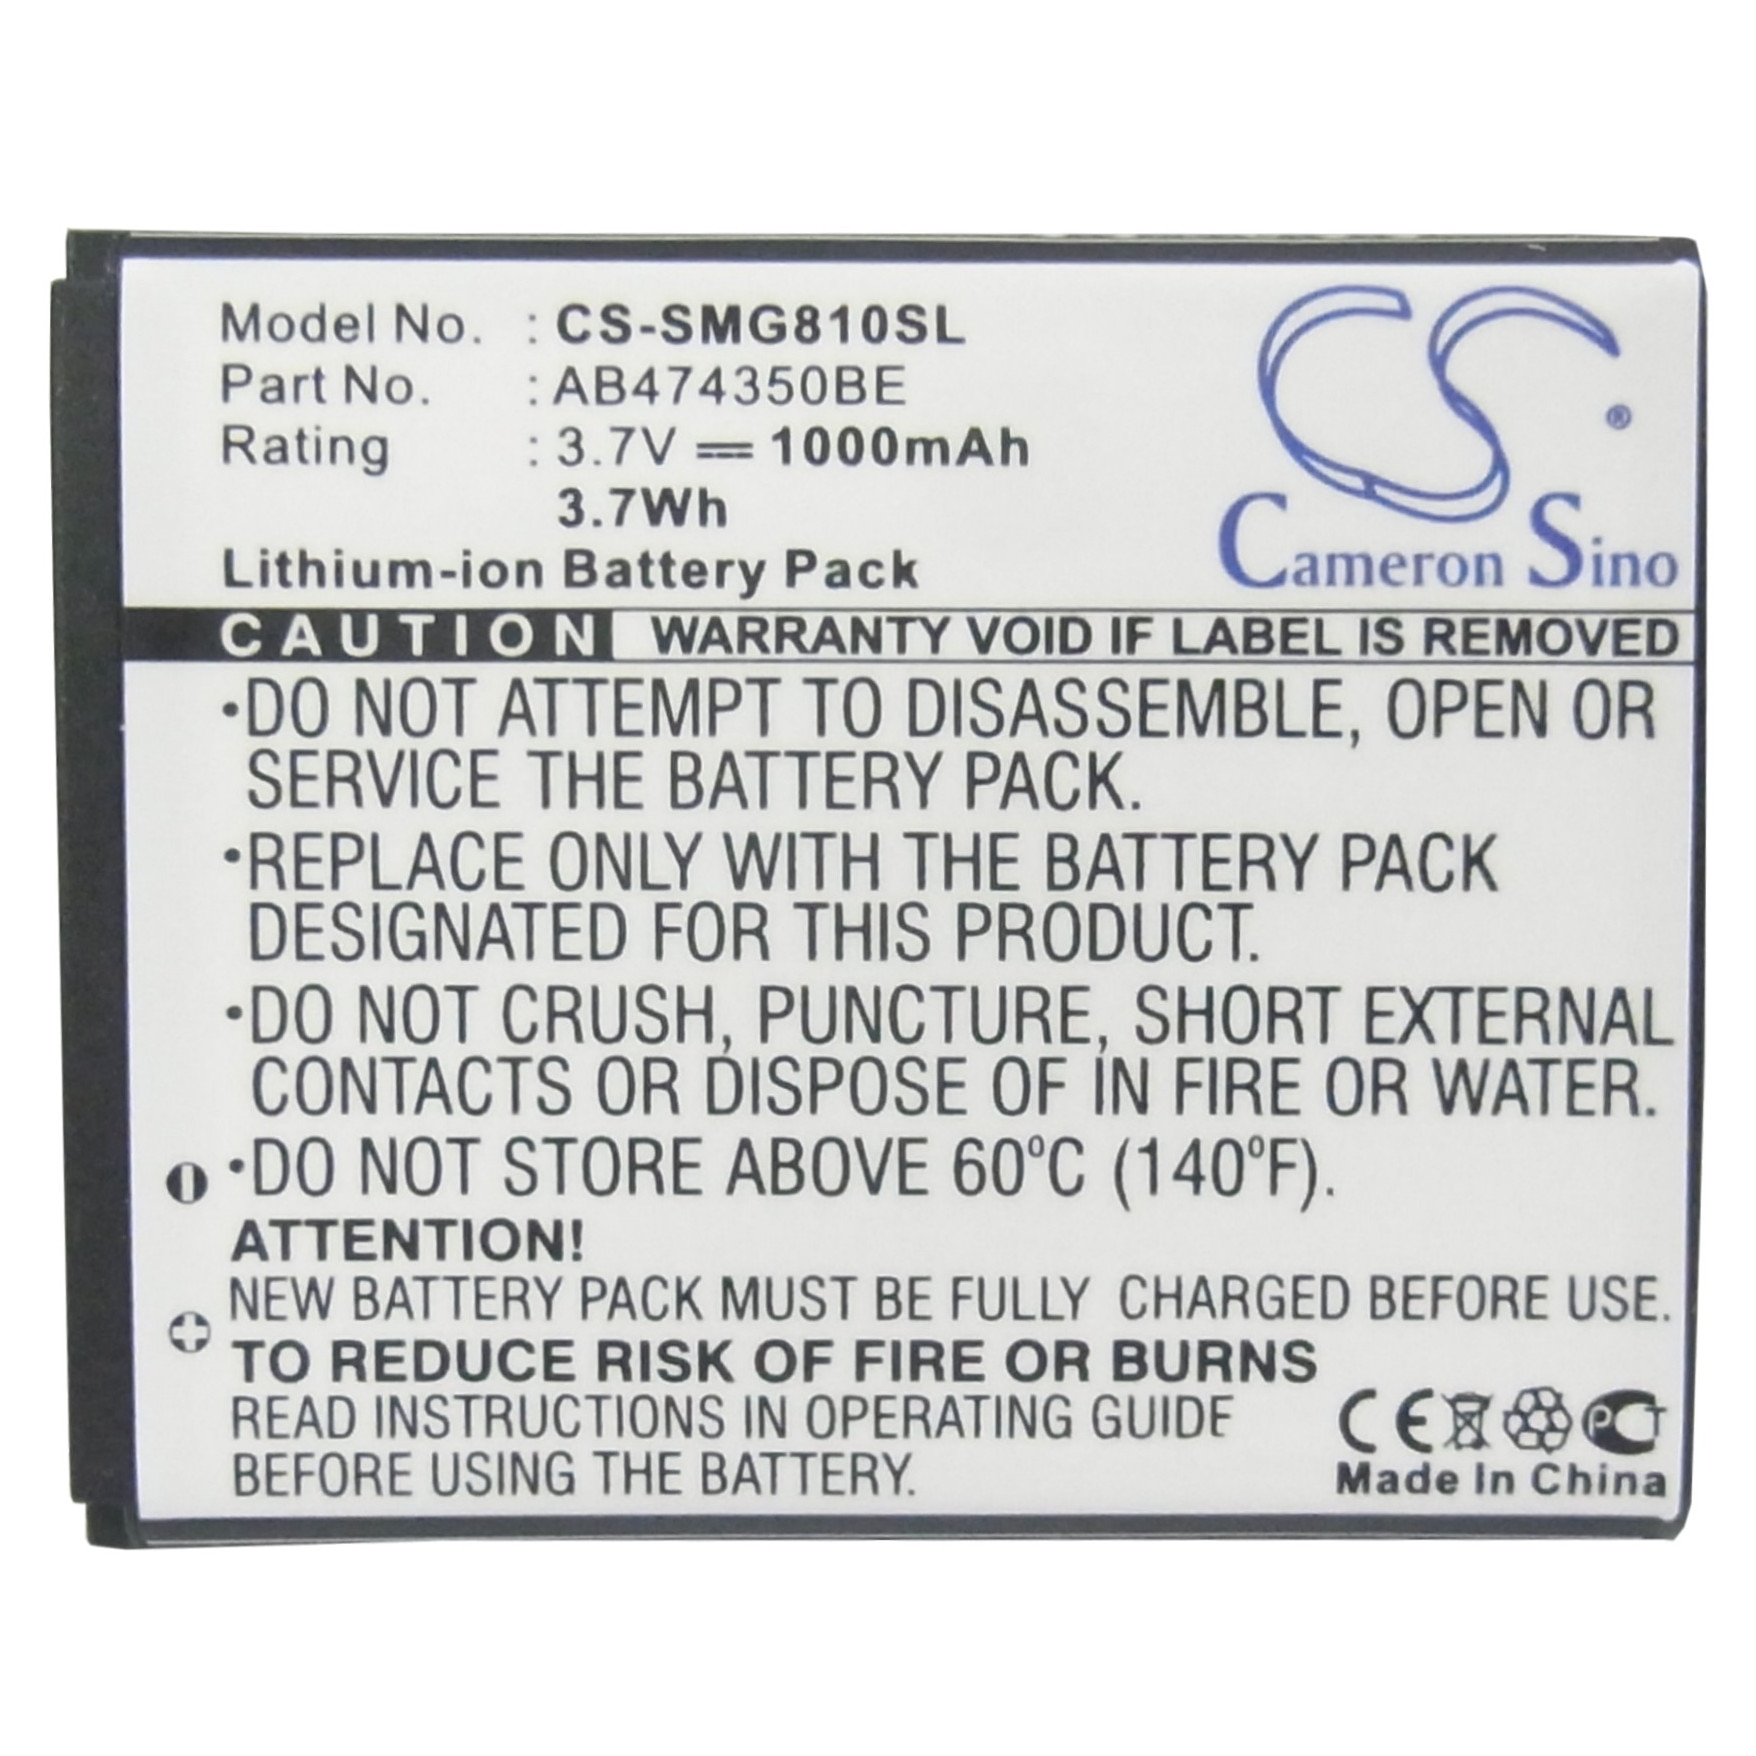 Model No. : CS-SMG810SL
Part No. : AB474350BE
Rating : 3.7V 1000mAh
3.7Wh
Lithium-ion Battery Pack
CS ®
Cameron Sino
CAUTION WARRANTY VOID IF LABEL IS REMOVED
•DO NOT ATTEMPT TO DISASSEMBLE, OPEN OR
SERVICE THE BATTERY PACK.
•REPLACE ONLY WITH THE BATTERY PACK
DESIGNATED FOR THIS PRODUCT.
•DO NOT CRUSH, PUNCTURE, SHORT EXTERNAL
CONTACTS OR DISPOSE OF IN FIRE OR WATER.
•DO NOT STORE ABOVE 60°C (140°F).
ATTENTION!
NEW BATTERY PACK MUST BE FULLY CHARGED BEFORE USE.
TO REDUCE RISK OF FIRE OR BURNS
READ INSTRUCTIONS IN OPERATING GUIDE
BEFORE USING THE BATTERY.
CE PCT
Made In China